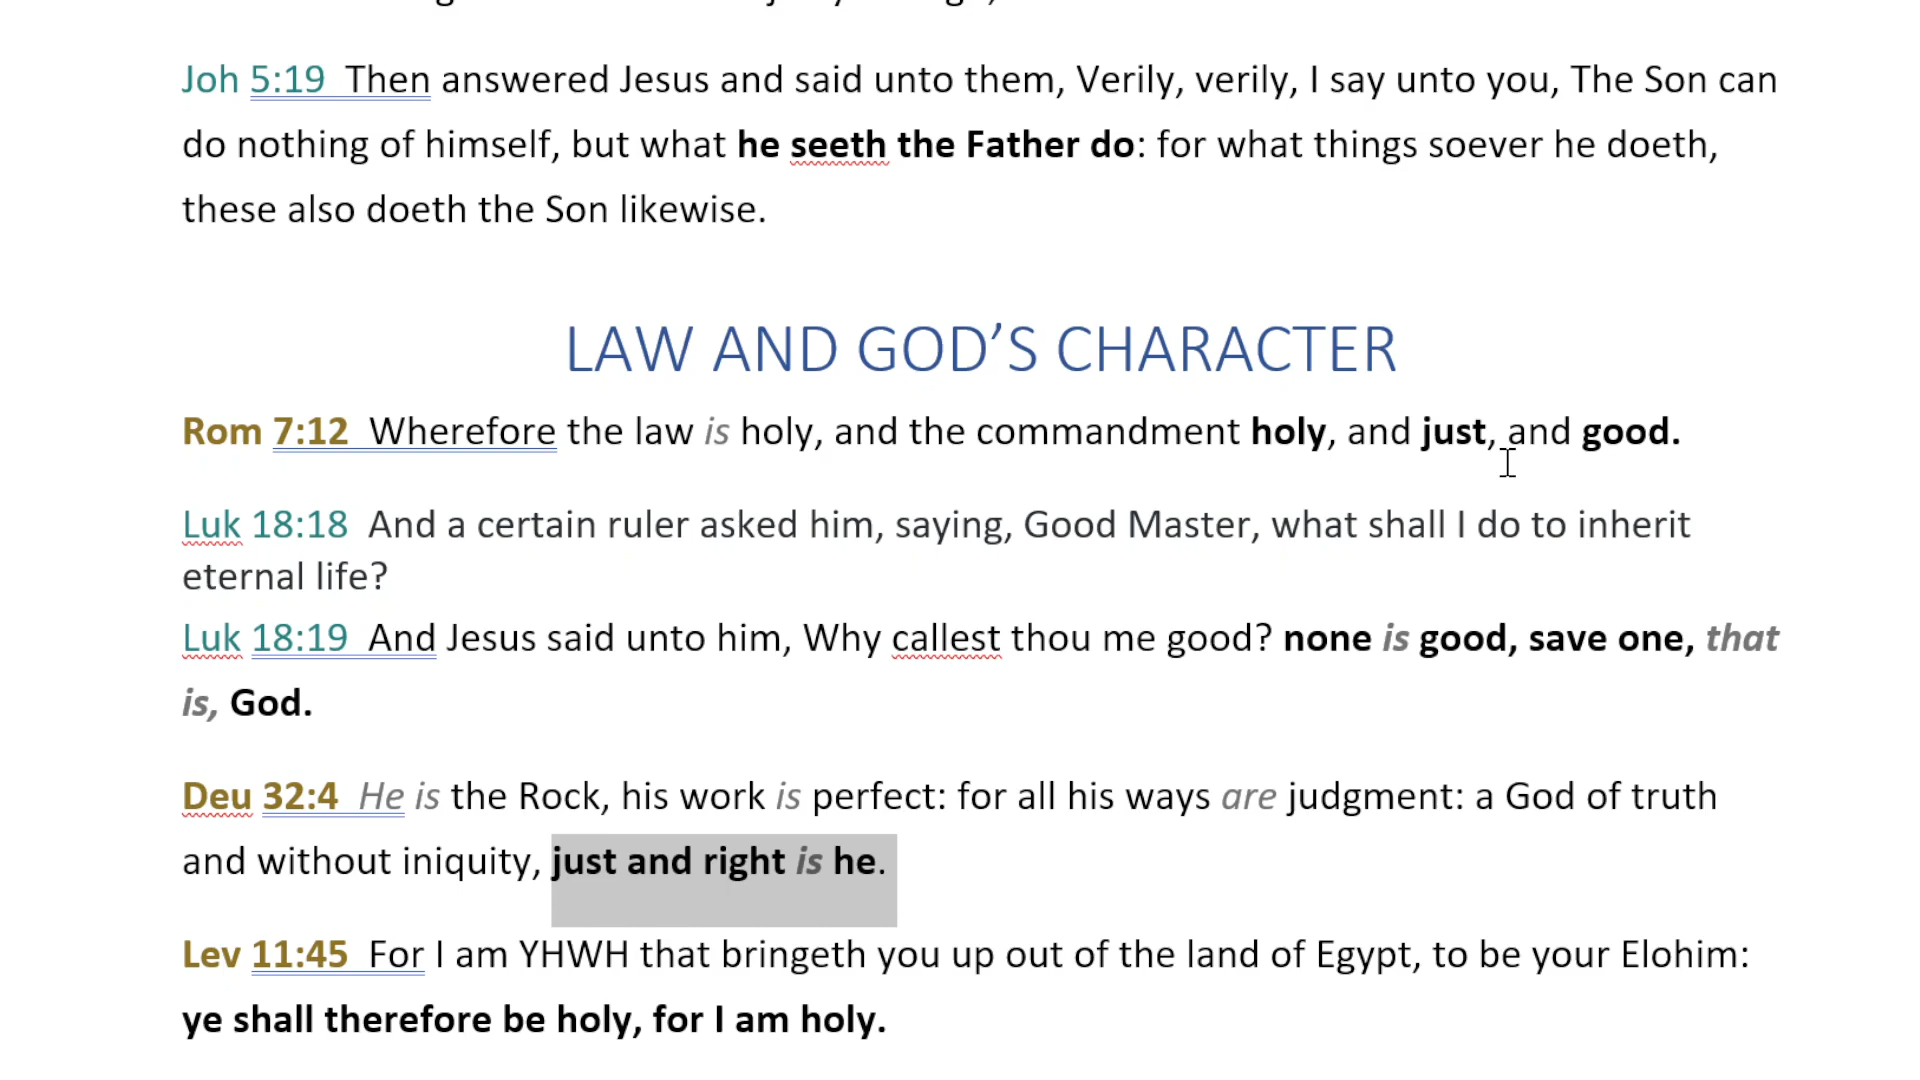 Joh 5:19  Then answered Jesus and said unto them, Verily, verily, I say unto you, The Son can
do nothing of himself, but what he seeth the Father do: for what things soever he doeth,
these also doeth the Son likewise.
LAW AND GOD’S CHARACTER
Rom 7:12  Wherefore the law is holy, and the commandment holy, and just, and good.
Luk 18:18  And a certain ruler asked him, saying, Good Master, what shall I do to inherit
eternal life?
Luk 18:19  And Jesus said unto him, Why callest thou me good? none is good, save one, that
is, God.
Deu 32:4  He is the Rock, his work is perfect: for all his ways are judgment: a God of truth
and without iniquity, just and right is he.
Lev 11:45  For I am YHWH that bringeth you up out of the land of Egypt, to be your Elohim:
ye shall therefore be holy, for I am holy.